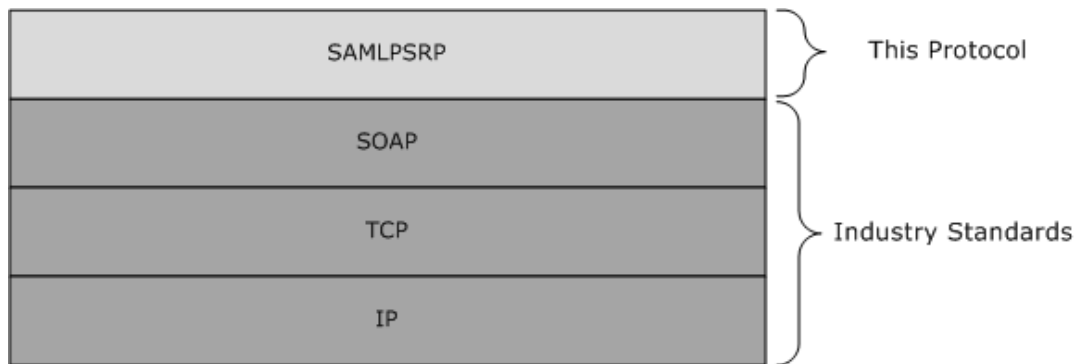 SAMLPSRP
This Protocol
SOAP
TCP
Industry Standards
IP